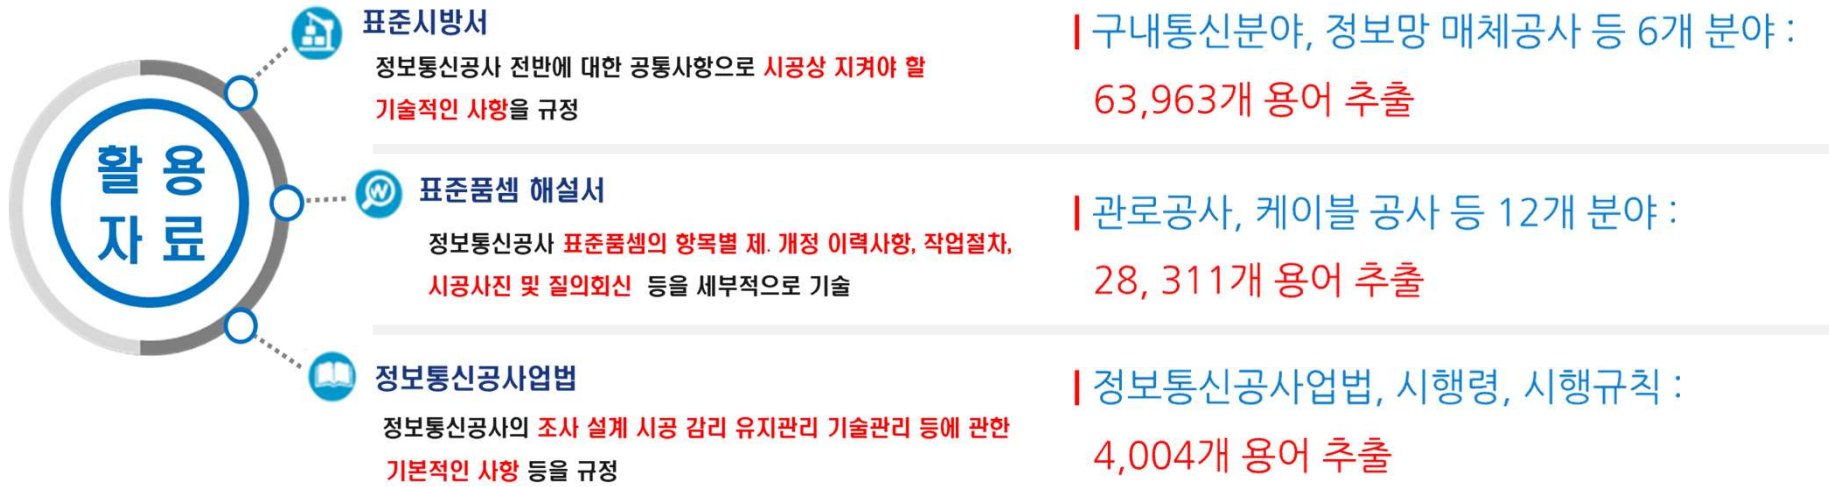 활용
자료
표준시방서
정보통신공사 전반에 대한 공통사항으로 시공상 지켜야 할
기술적인 사항을 규정
구내통신분야, 정보망 매체공사 등 6개 분야 :
63,963개 용어 추출
표준품셈 해설서
정보통신공사 표준품셈의 항목별 제. 개정 이력사항, 작업절차,
시공사진 및 질의회신 등을 세부적으로 기술
관로공사, 케이블 공사 등 12개 분야 :
28, 311개 용어 추출
정보통신공사업법
정보통신공사의 조사 설계 시공 감리 유지관리 기술관리 등에 관한
기본적인 사항 등을 규정
정보통신공사업법, 시행령, 시행규칙 :
4,004개 용어 추출